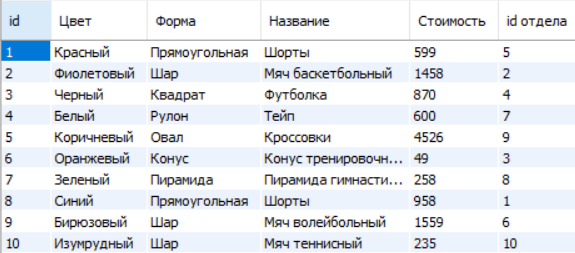 id Цвет Форма Название Стоимость id отдела
1 Красный Прямоугольная Шорты 599 5
2 Фиолетовый Шар Мяч баскетбольный 1458 2
3 Черный Квадрат Футболка 870 4
4 Белый Рулон Тейп 600 7
5 Коричневый Овал Кроссовки 4526 9
6 Оранжевый Конус Конус тренировочн... 49 3
7 Зеленый Пирамида Пирамида гимнасти... 258 8
8 Синий Прямоугольная Шорты 958 1
9 Бирюзовый Шар Мяч волейбольный 1559 6
10 Изумрудный Шар Мяч теннисный 235 10